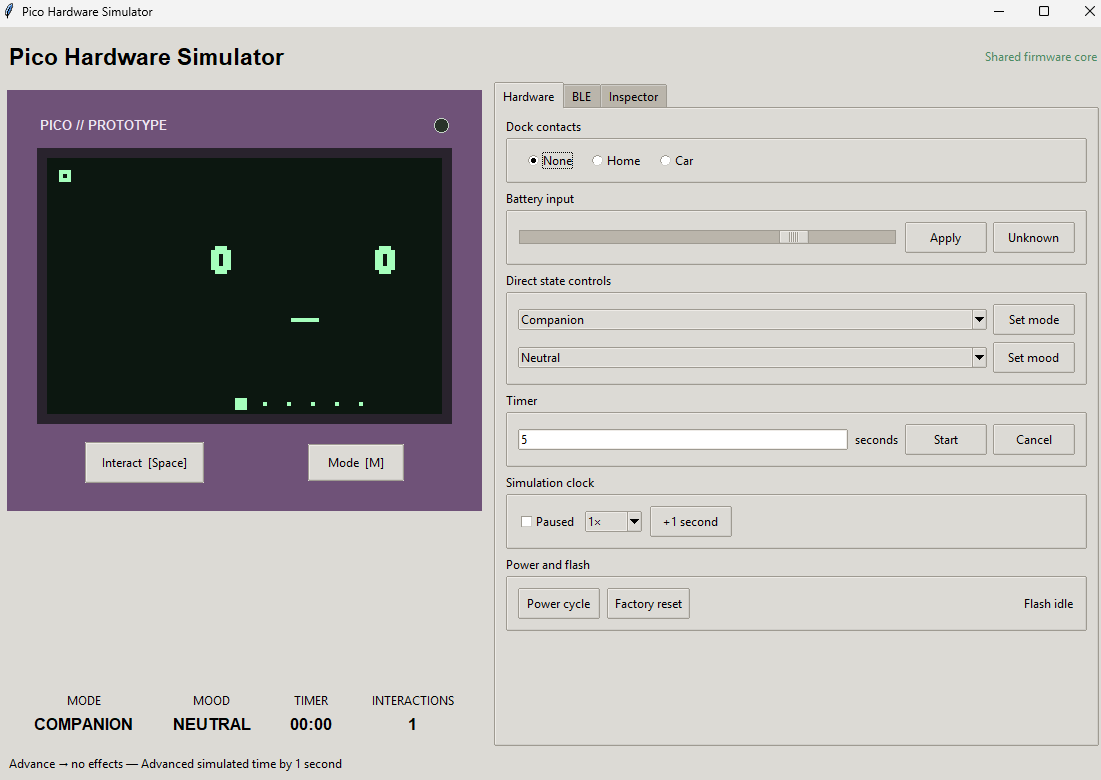 Pico Hardware Simulator
Pico Hardware Simulator
Shared firmware core
PICO // PROTOTYPE
Interact [Space]
Mode [M]
Hardware
BLE
Inspector
Dock contacts
None
Home
Car
Battery input
Apply
Unknown
Direct state controls
Companion
Set mode
Neutral
Set mood
Timer
5
seconds
Start
Cancel
Simulation clock
Paused
1×
+1 second
Power and flash
Power cycle
Factory reset
Flash idle
MODE
MOOD
TIMER
INTERACTIONS
COMPANION
NEUTRAL
00:00
1
Advance → no effects — Advanced simulated time by 1 second